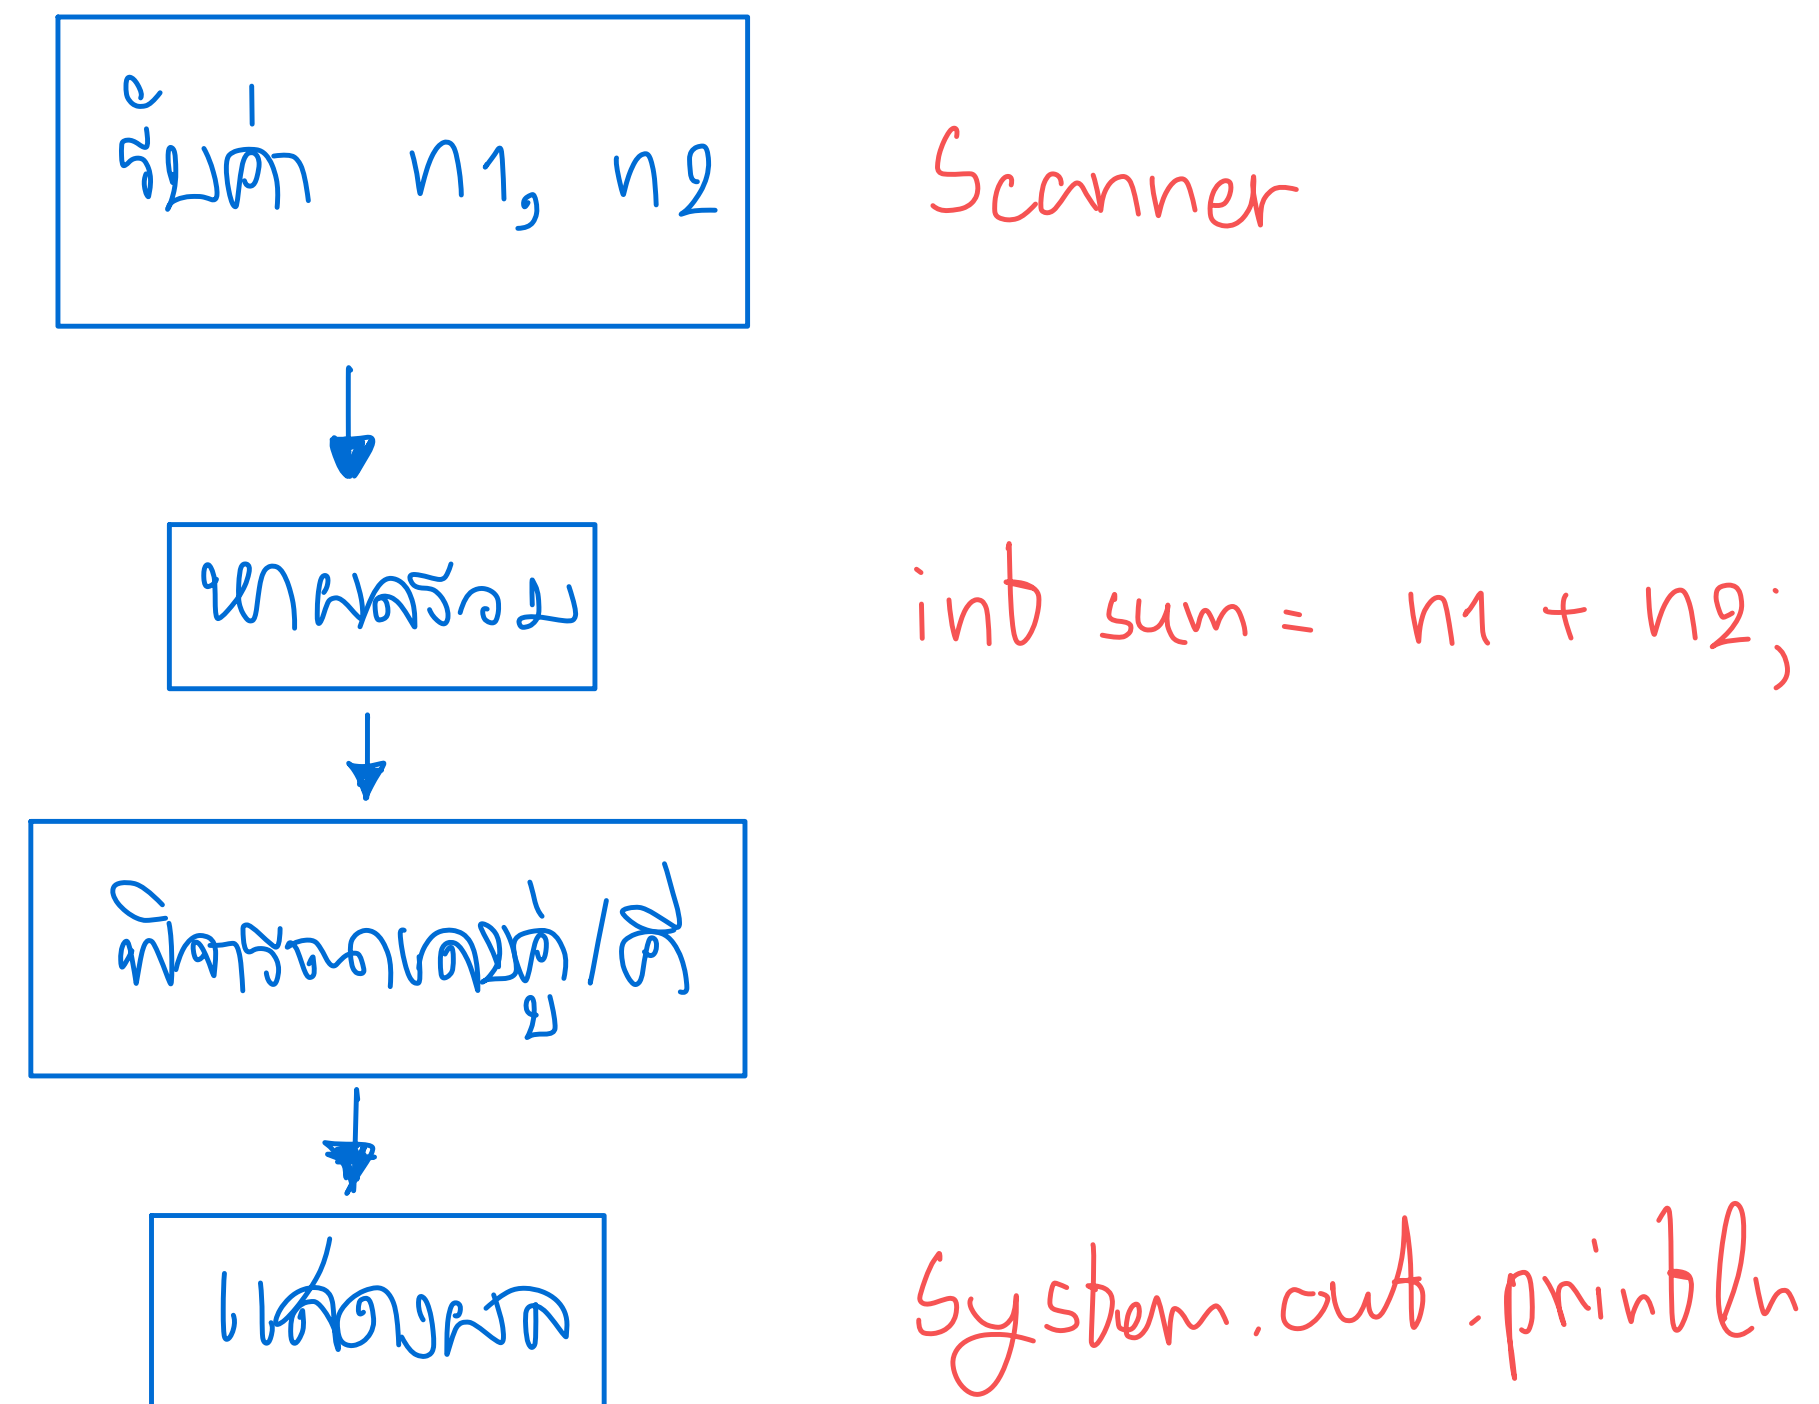 รับค่า n1, n2
Scanner
หาผลรวม
int sum = n1 + n2;
พิจารณาเลขคู่/คี่
แสดงผล
System.out.println